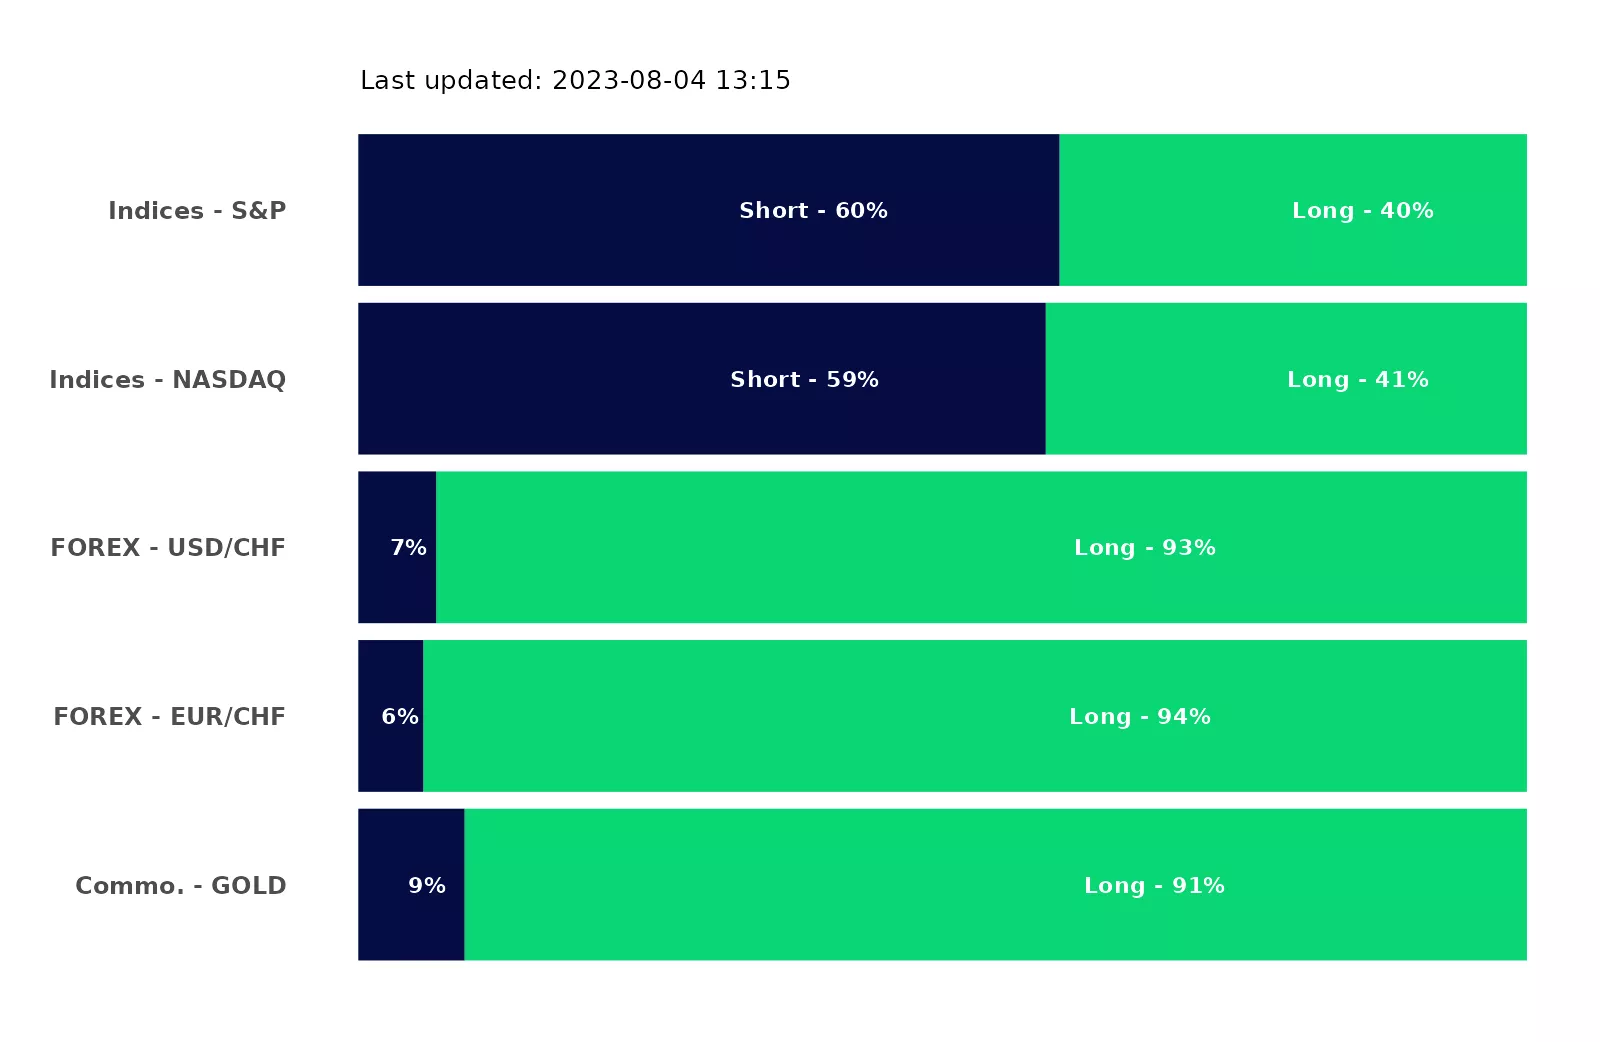 Last updated: 2023-08-04 13:15
Indices - S&P Short - 60% Long - 40%
Indices - NASDAQ Short - 59% Long - 41%
FOREX - USD/CHF 7% Long - 93%
FOREX - EUR/CHF 6% Long - 94%
Commo. - GOLD 9% Long - 91%